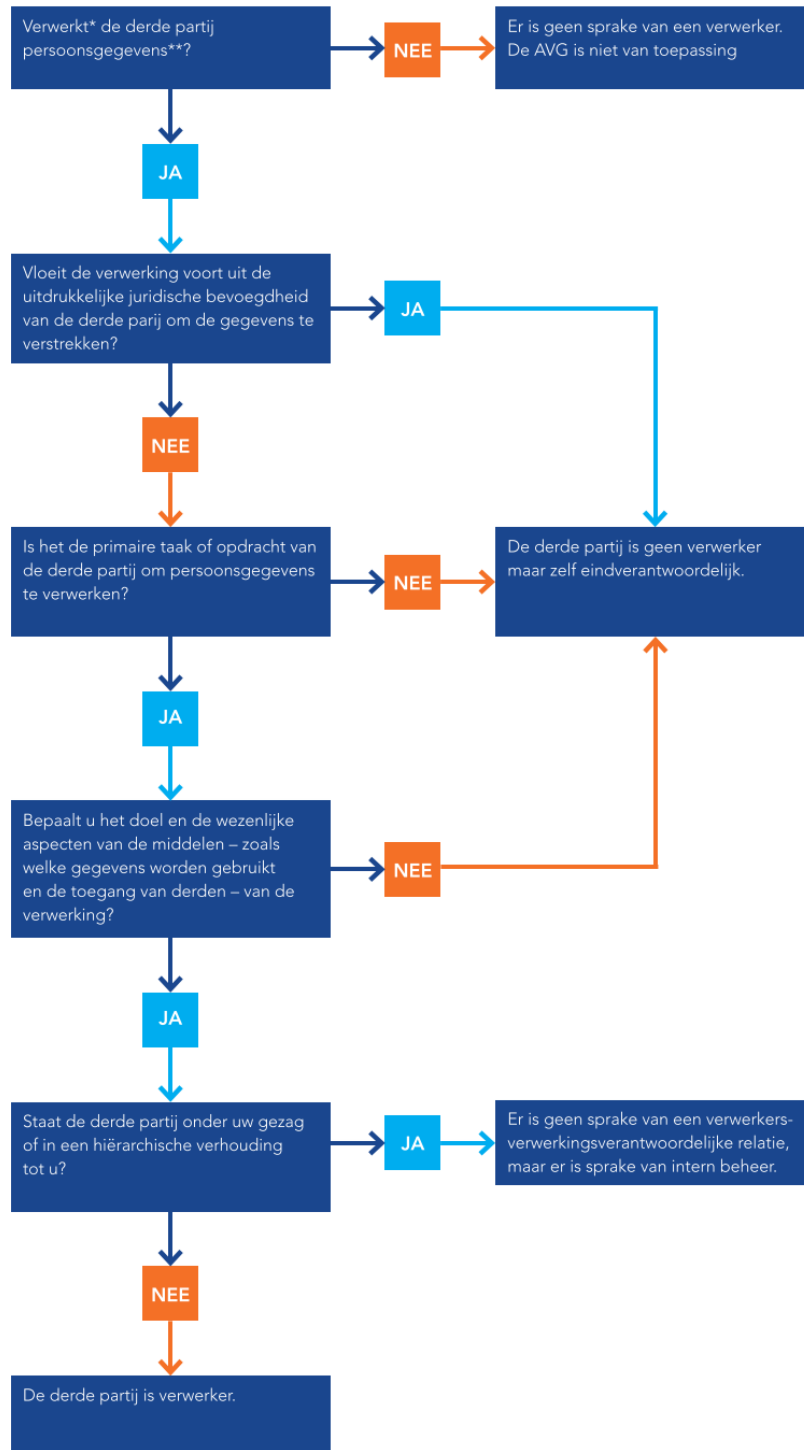 Verwerkt* de derde partij
persoonsgegevens**?
NEE
Er is geen sprake van een verwerker.
De AVG is niet van toepassing
JA
Vloeit de verwerking voort uit de
uitdrukkelijke juridische bevoegdheid
van de derde parij om de gegevens te
verstrekken?
JA
NEE
Is het de primaire taak of opdracht van
de derde partij om persoonsgegevens
te verwerken?
NEE
De derde partij is geen verwerker
maar zelf eindverantwoordelijk.
JA
Bepaalt u het doel en de wezenlijke
aspecten van de middelen – zoals
welke gegevens worden gebruikt
en de toegang van derden – van de
verwerking?
NEE
JA
Staat de derde partij onder uw gezag
of in een hiërarchische verhouding
tot u?
JA
Er is geen sprake van een verwerkers-
verwerkingsverantwoordelijke relatie,
maar er is sprake van intern beheer.
NEE
De derde partij is verwerker.